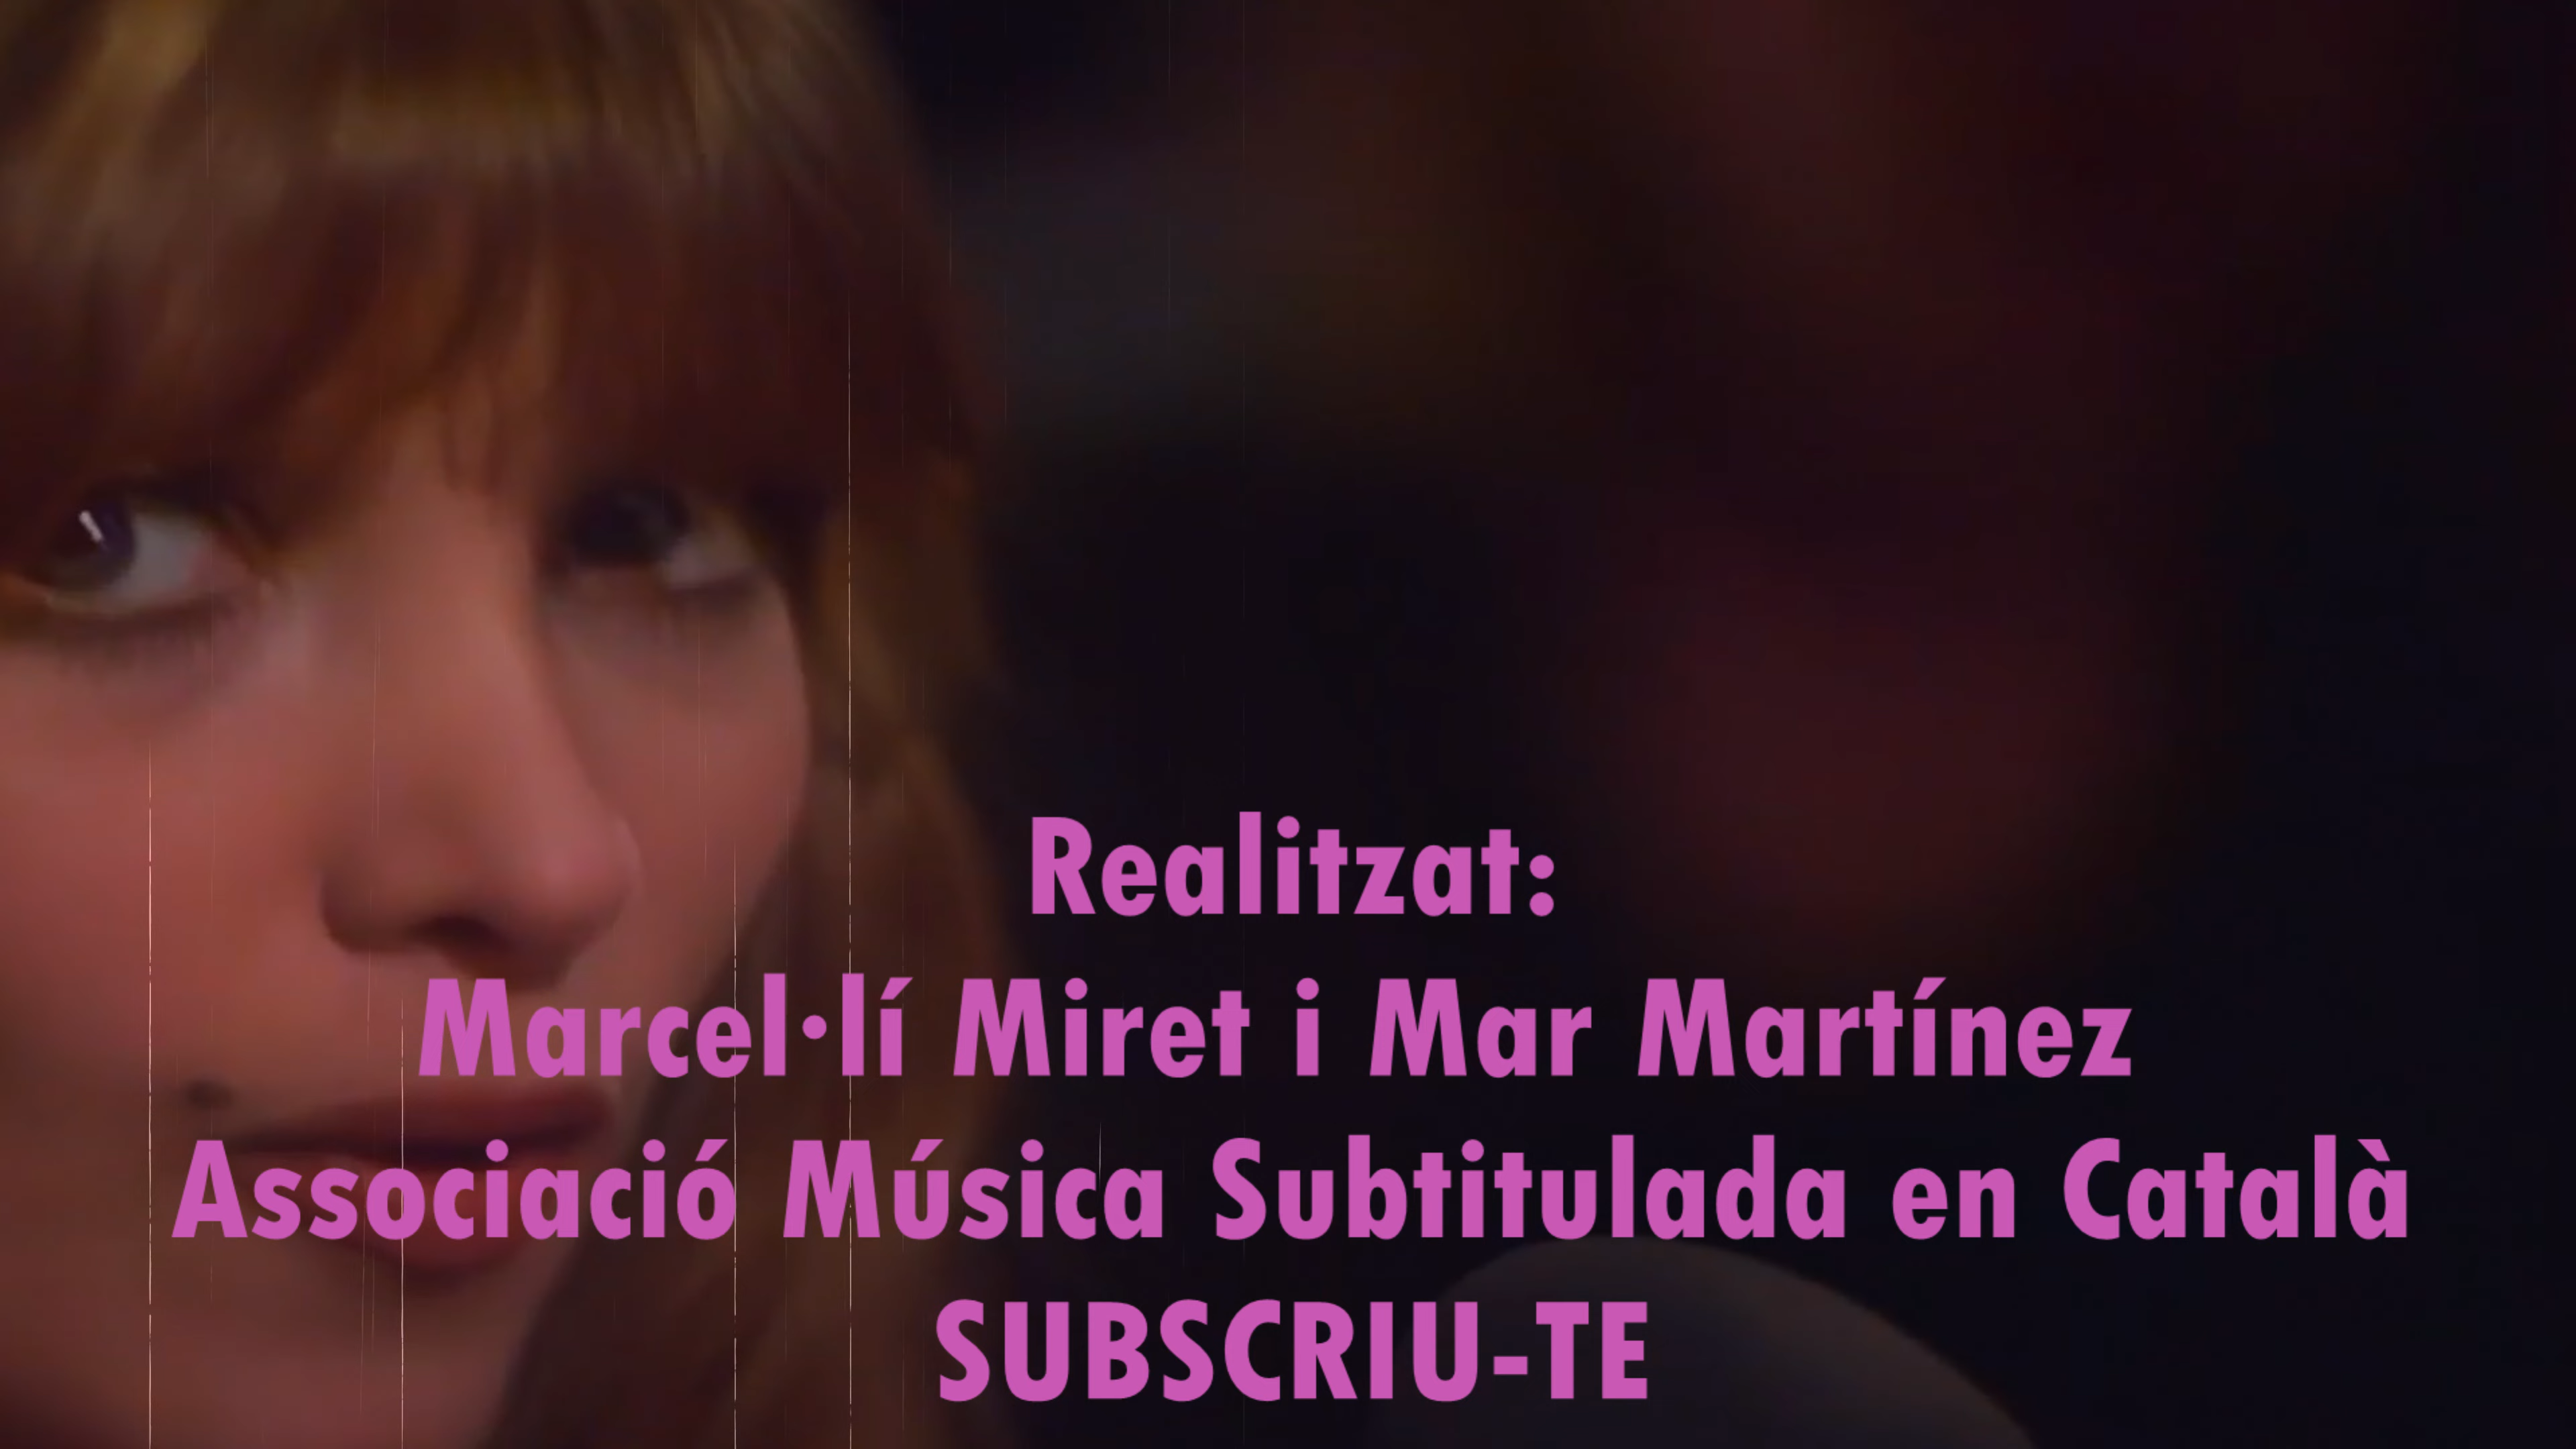 Realitzat:
Marcel·lí Miret i Mar Martínez
Associació Música Subtitulada en Català
SUBSCRIU-TE